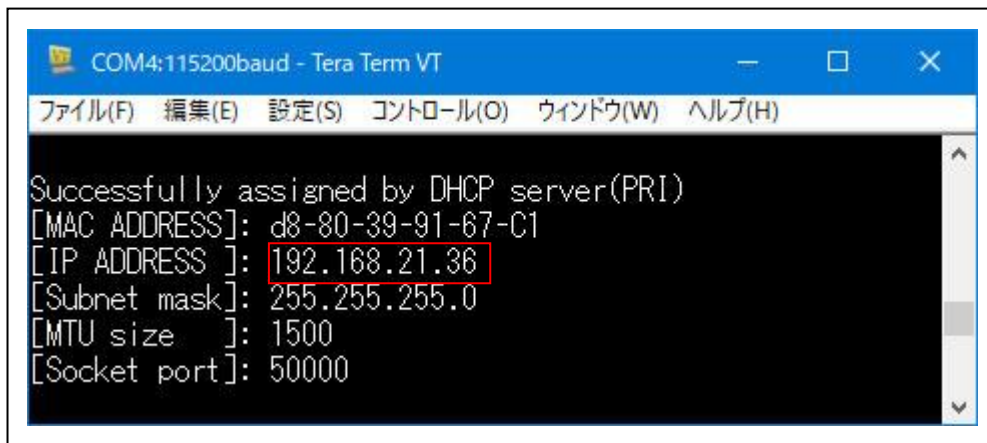 COM4:115200baud - Tera Term VT
ファイル(F) 編集(E) 設定(S) コントロール(O) ウィンドウ(W) ヘルプ(H)
Successfully assigned by DHCP server(PRI)
[MAC ADDRESS]: d8-80-39-91-67-C1
[IP ADDRESS ]: 192.168.21.36
[Subnet mask]: 255.255.255.0
[MTU size   ]: 1500
[Socket port]: 50000